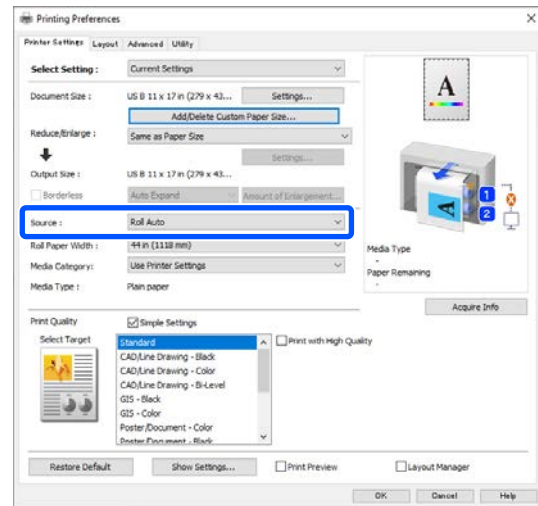 Printing Preferences
Printer Settings Layout Advanced Utility
Select Setting : Current Settings
Document Size : US B 11 x 17 in (279 x 43... Settings...
Add/Delete Custom Paper Size...
Reduce/Enlarge : Same as Paper Size
Settings...
Output Size : US B 11 x 17 in (279 x 43...
Borderless Auto Expand Amount of Enlargement...
Source : Roll Auto
Roll Paper Width : 44 in (1118 mm)
Media Category: Use Printer Settings
Media Type : Plain paper
A
1
2
Media Type
-
Paper Remaining
-
Acquire Info
Print Quality Simple Settings
Select Target
Standard
CAD/Line Drawing - Black
CAD/Line Drawing - Color
CAD/Line Drawing - Bi-Level
GIS - Black
GIS - Color
Poster/Document - Color
Poster/Document - Black
Print with High Quality
Restore Default Show Settings... Print Preview Layout Manager
OK Cancel Help